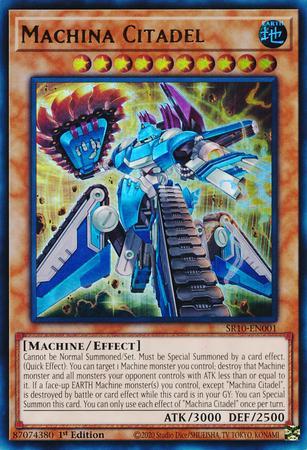 MACHINA CITADEL
EARTH
地
SR10-EN001
[MACHINE/EFFECT]
Cannot be Normal Summoned/Set. Must be Special Summoned by a card effect.
(Quick Effect): You can target 1 Machine monster you control; destroy that Machine
monster and all monsters your opponent controls with ATK less than or equal to
it. If a face-up EARTH Machine monster(s) you control, except "Machina Citadel",
is destroyed by battle or card effect while this card is in your GY: You can Special
Summon this card. You can only use each effect of "Machina Citadel" once per turn.
ATK/3000 DEF/2500
87074380 1st Edition ©2020 Studio Dice/SHUEISHA, TV TOKYO, KONAMI